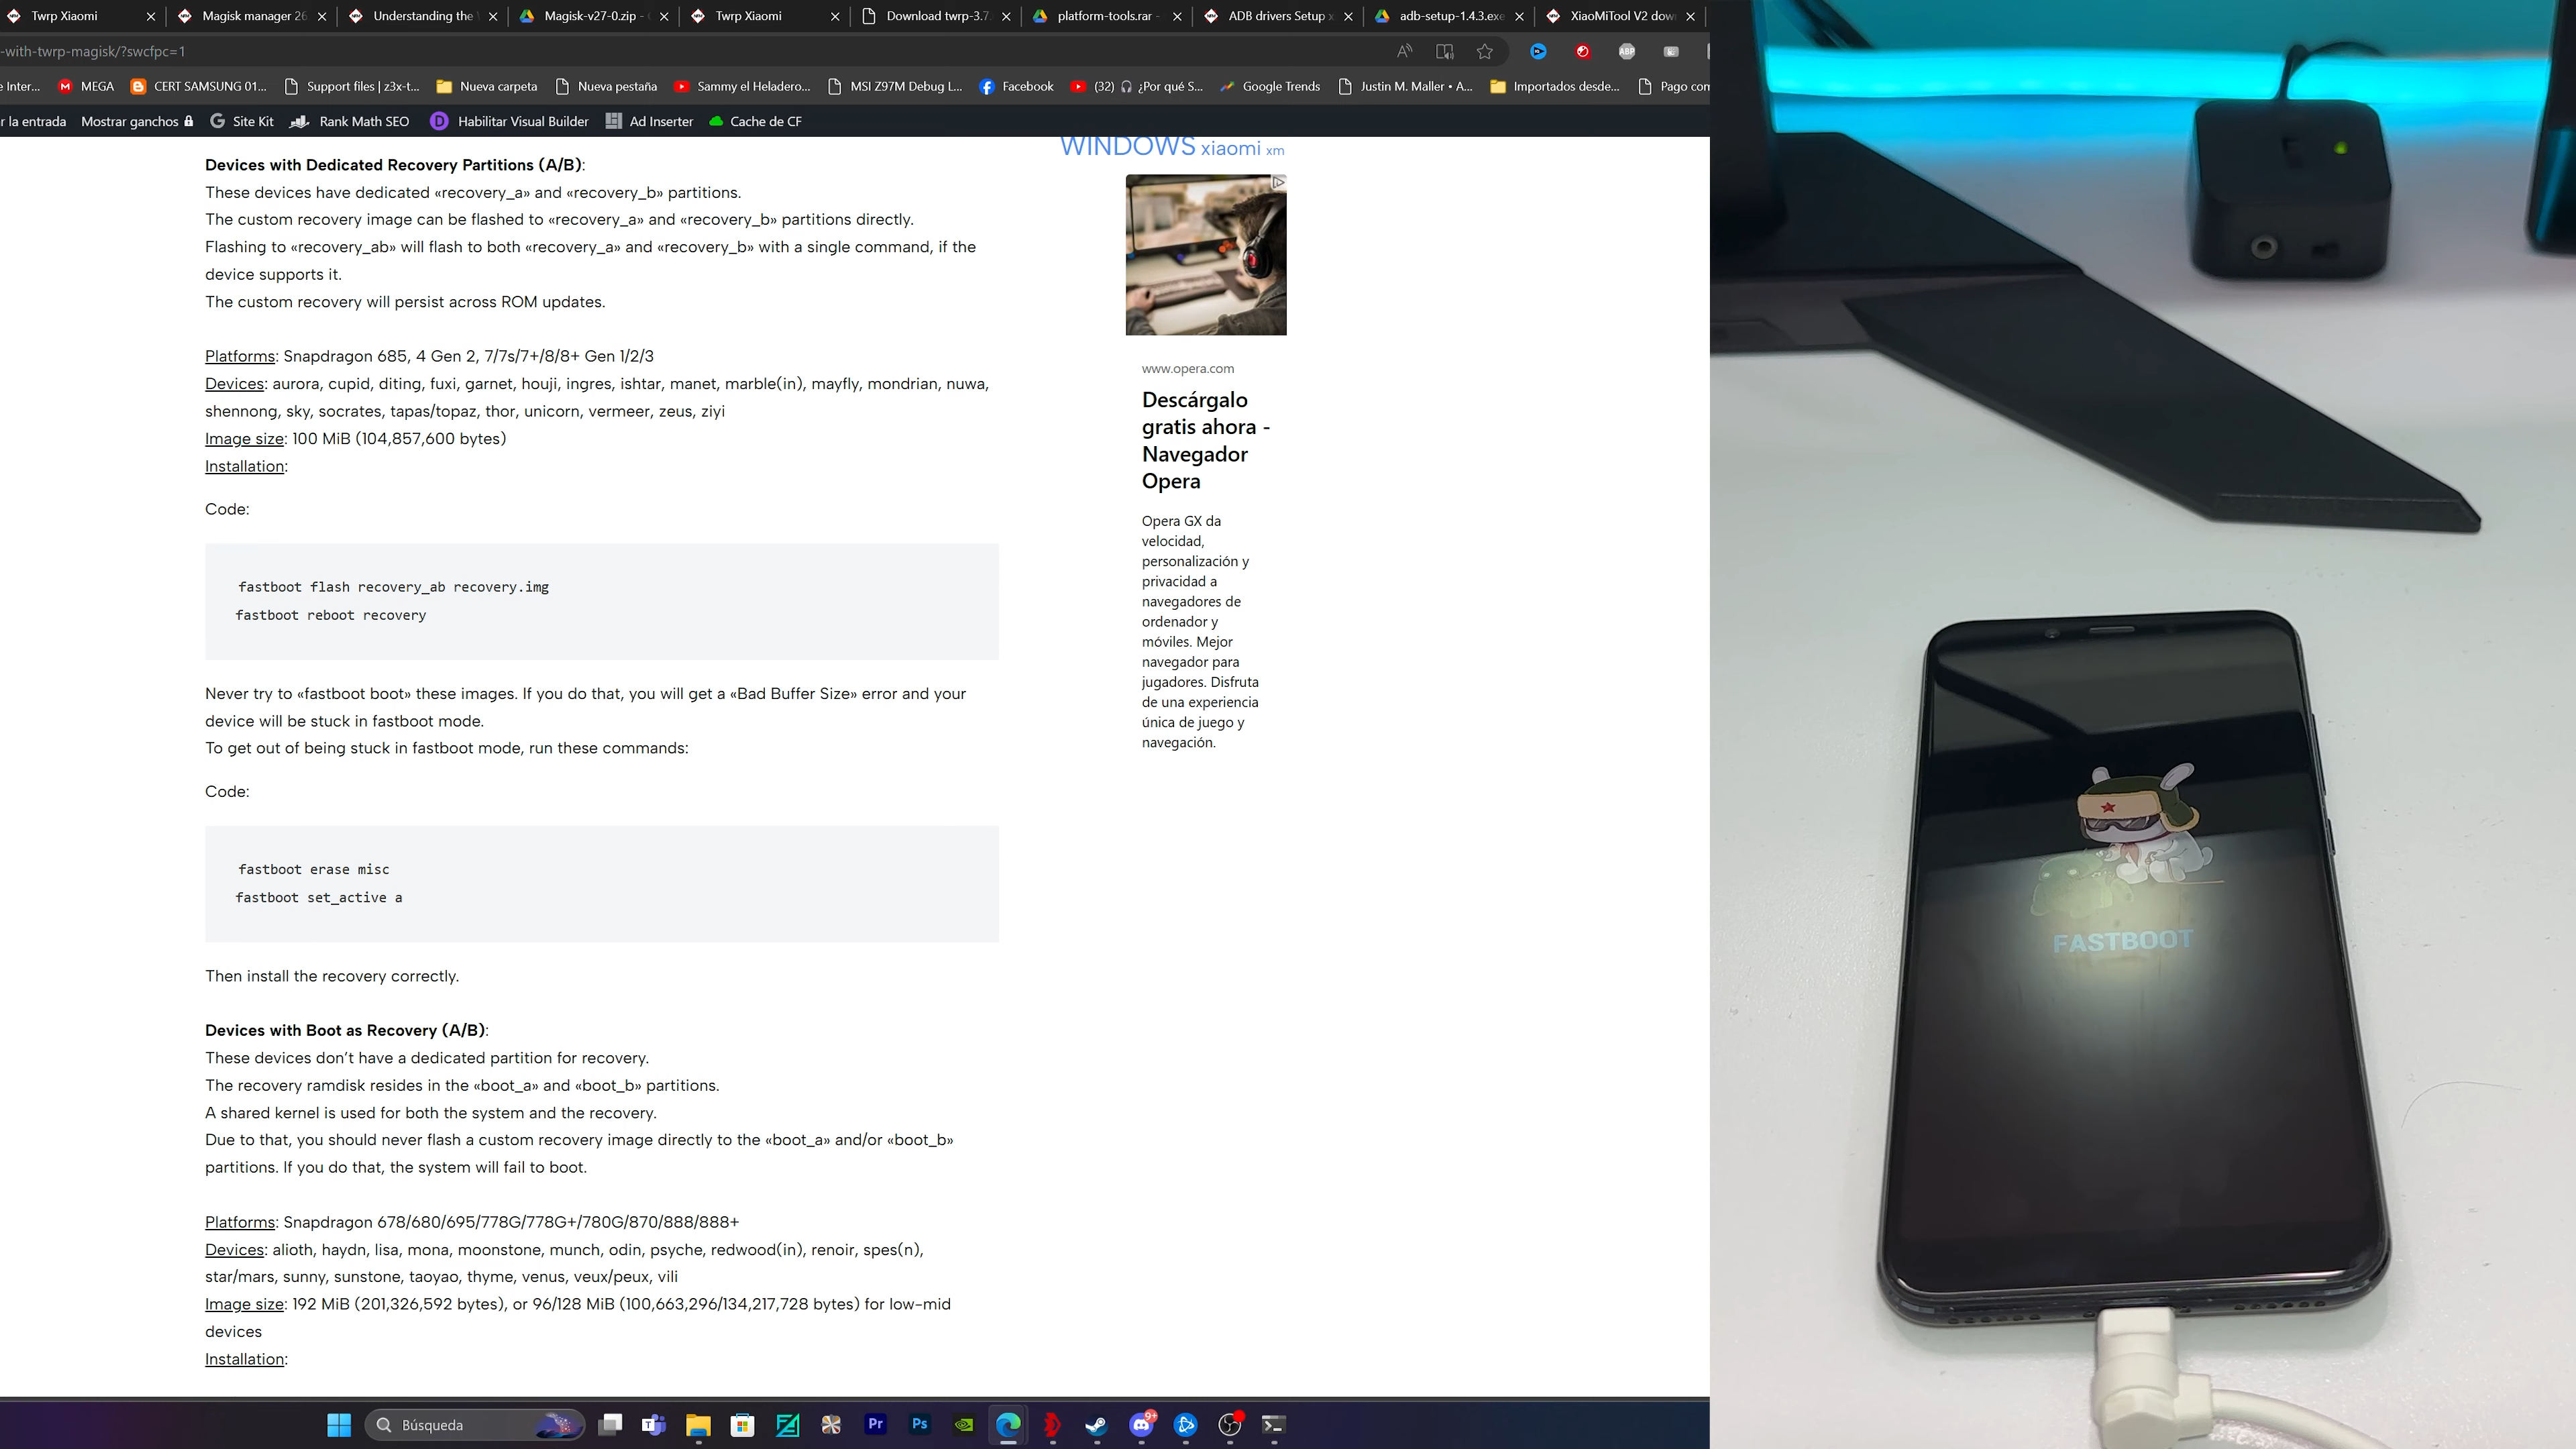 Twrp Xiaomi
Magisk manager 26
Understanding the
Magisk-v27-0.zip -
Twrp Xiaomi
Download twrp-3.7
platform-tools.rar -
ADB drivers Setup x
adb-setup-1.4.3.exe
XiaoMiTool V2 dow
-with-twrp-magisk/?swcfpc=1
ABP
e Inter...
MEGA
CERT SAMSUNG 01...
Support files | z3x-t...
Nueva carpeta
Nueva pestaña
Sammy el Heladero...
MSI Z97M Debug L...
Facebook
(32) 🎧 ¿Por qué S...
Google Trends
Justin M. Maller • A...
Importados desde...
Pago con
r la entrada
Mostrar ganchos
Site Kit
Rank Math SEO
Habilitar Visual Builder
Ad Inserter
Cache de CF
WINDOWS xiaomi xm
Devices with Dedicated Recovery Partitions (A/B):
These devices have dedicated «recovery_a» and «recovery_b» partitions.
The custom recovery image can be flashed to «recovery_a» and «recovery_b» partitions directly.
Flashing to «recovery_ab» will flash to both «recovery_a» and «recovery_b» with a single command, if the
device supports it.
The custom recovery will persist across ROM updates.
Platforms: Snapdragon 685, 4 Gen 2, 7/7s/7+/8/8+ Gen 1/2/3
Devices: aurora, cupid, diting, fuxi, garnet, houji, ingres, ishtar, manet, marble(in), mayfly, mondrian, nuwa,
shennong, sky, socrates, tapas/topaz, thor, unicorn, vermeer, zeus, ziyi
Image size: 100 MiB (104,857,600 bytes)
Installation:
Code:
fastboot flash recovery_ab recovery.img
fastboot reboot recovery
Never try to «fastboot boot» these images. If you do that, you will get a «Bad Buffer Size» error and your
device will be stuck in fastboot mode.
To get out of being stuck in fastboot mode, run these commands:
Code:
fastboot erase misc
fastboot set_active a
Then install the recovery correctly.
Devices with Boot as Recovery (A/B):
These devices don't have a dedicated partition for recovery.
The recovery ramdisk resides in the «boot_a» and «boot_b» partitions.
A shared kernel is used for both the system and the recovery.
Due to that, you should never flash a custom recovery image directly to the «boot_a» and/or «boot_b»
partitions. If you do that, the system will fail to boot.
Platforms: Snapdragon 678/680/695/778G/778G+/780G/870/888/888+
Devices: alioth, haydn, lisa, mona, moonstone, munch, odin, psyche, redwood(in), renoir, spes(n),
star/mars, sunny, sunstone, taoyao, thyme, venus, veux/peux, vili
Image size: 192 MiB (201,326,592 bytes), or 96/128 MiB (100,663,296/134,217,728 bytes) for low-mid
devices
Installation:
www.opera.com
Descárgalo
gratis ahora -
Navegador
Opera
Opera GX da
velocidad,
personalización y
privacidad a
navegadores de
ordenador y
móviles. Mejor
navegador para
jugadores. Disfruta
de una experiencia
única de juego y
navegación.
FASTBOOT
Búsqueda
Pr
Ps
9+